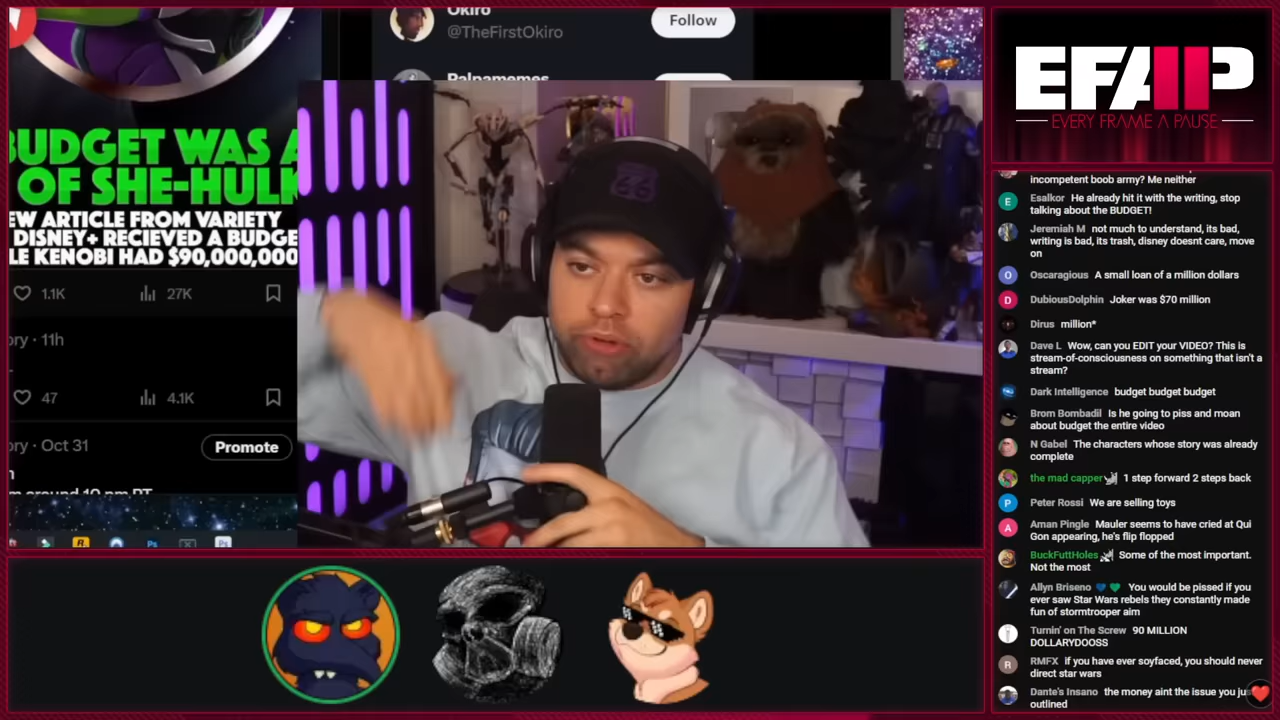 Okiro
@TheFirstOkiro
Follow
Palpamemes
BUDGET WAS A
OF SHE-HULK
EW ARTICLE FROM VARIETY
DISNEY+ RECIEVED A BUDGE
LE KENOBI HAD $90,000,000
1.1K
27K
ory · 11h
47
4.1K
ory · Oct 31
Promote
m around 10 pm PT
66
EFAP
EVERY FRAME A PAUSE
incompetent boob army? Me neither
Esalkor He already hit it with the writing, stop
talking about the BUDGET!
Jeremiah M not much to understand, its bad,
writing is bad, its trash, disney doesnt care, move
on
Oscaragious A small loan of a million dollars
DubiousDolphin Joker was $70 million
Dirus million*
Dave L Wow, can you EDIT your VIDEO? This is
stream-of-consciousness on something that isn't a
stream?
Dark Intelligence budget budget budget
Brom Bombadil Is he going to piss and moan
about budget the entire video
N Gabel The characters whose story was already
complete
the mad capper 1 step forward 2 steps back
Peter Rossi We are selling toys
Aman Pingle Mauler seems to have cried at Qui
Gon appearing, he's flip flopped
BuckFuttHoles Some of the most important.
Not the most
Allyn Briseno 💙💚 You would be pissed if you
ever saw Star Wars rebels they constantly made
fun of stormtrooper aim
Turnin' on The Screw 90 MILLION
DOLLARYDOOSS
RMFX if you have ever soyfaced, you should never
direct star wars
Dante's Insano the money aint the issue you jus
outlined